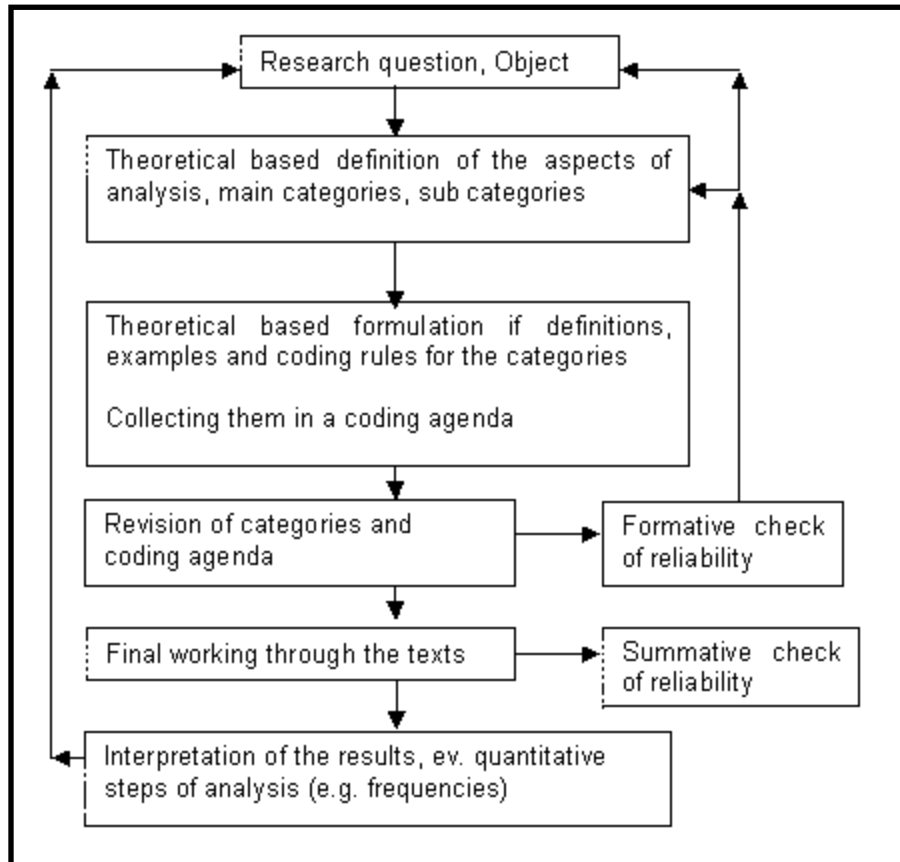 Research question, Object
Theoretical based definition of the aspects of
analysis, main categories, sub categories
Theoretical based formulation if definitions,
examples and coding rules for the categories
Collecting them in a coding agenda
Revision of categories and
coding agenda
Formative check
of reliability
Final working through the texts
Summative check
of reliability
Interpretation of the results, ev. quantitative
steps of analysis (e.g. frequencies)